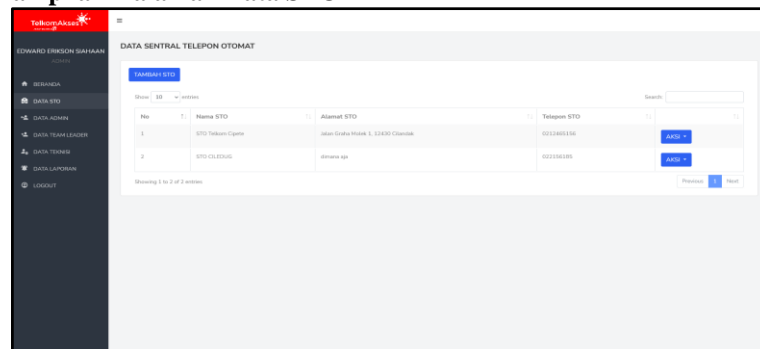 TelkomAkses
EDWARD ERIKSON SIAHAAN
ADMIN
BERANDA
DATA STO
DATA ADMIN
DATA TEAM LEADER
DATA TEKNISI
DATA LAPORAN
LOGOUT
DATA SENTRAL TELEPON OTOMAT
TAMBAH STO
Show 10 entries Search:
No Nama STO Alamat STO Telepon STO
1 STO Telkom Cipete Jalan Graha Molek 1, 12430 Cilandak 0212465156 AKSI
2 STO CILEDUG dimana aja 021156185 AKSI
Showing 1 to 2 of 2 entries Previous 1 Next